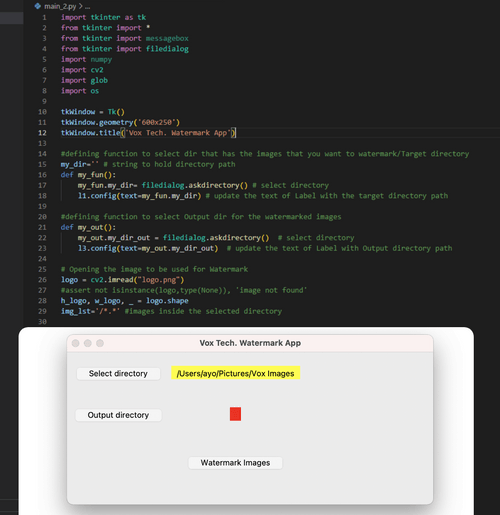 main_2.py > ...
1 import tkinter as tk
2 from tkinter import *
3 from tkinter import messagebox
4 from tkinter import filedialog
5 import numpy
6 import cv2
7 import glob
8 import os
9
10 tkWindow = Tk()
11 tkWindow.geometry('600x250')
12 tkWindow.title('Vox Tech. Watermark App')
13
14 #defining function to select dir that has the images that you want to watermark/Target directory
15 my_dir='' # string to hold directory path
16 def my_fun():
17 my_fun.my_dir= filedialog.askdirectory() # select directory
18 l1.config(text=my_fun.my_dir) # update the text of Label with the target directory path
19
20 #defining function to select Output dir for the watermarked images
21 def my_out():
22 my_out.my_dir_out = filedialog.askdirectory() # select directory
23 l3.config(text=my_out.my_dir_out) # update the text of Label with Output directory path
24
25
26 # Opening the image to be used for Watermark
26 logo = cv2.imread("logo.png")
27 #assert not isinstance(logo,type(None)), 'image not found'
28 h_logo, w_logo, _ = logo.shape
29 img_lst='/*.*' #images inside the selected directory
30
Vox Tech. Watermark App
Select directory /Users/ayo/Pictures/Vox Images
Output directory
Watermark Images